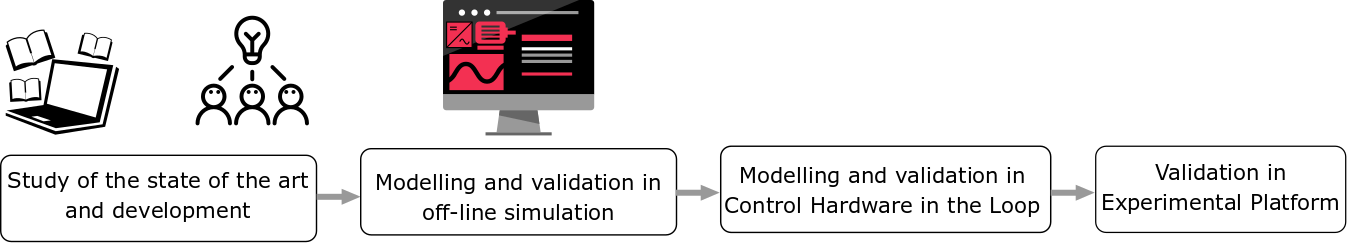 Study of the state of the art
and development
Modelling and validation in
off-line simulation
Modelling and validation in
Control Hardware in the Loop
Validation in
Experimental Platform